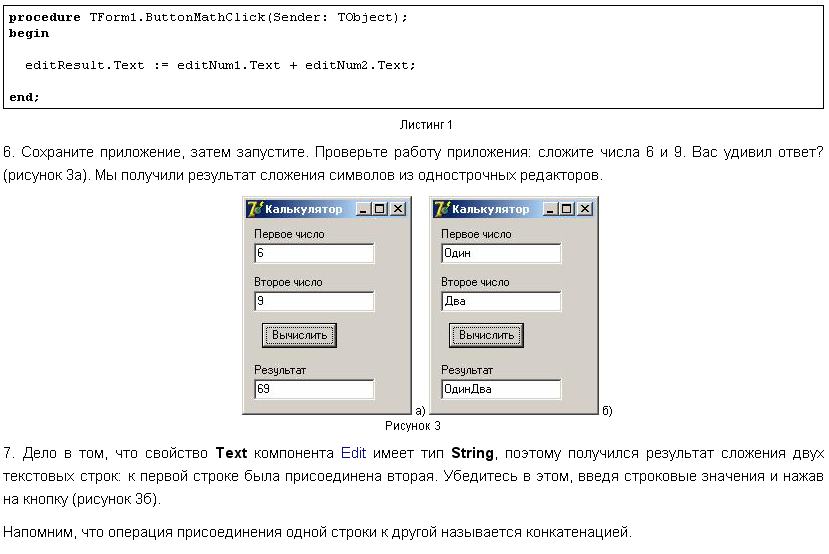 procedure TForm1.ButtonMathClick(Sender: TObject);
begin
editResult.Text := editNum1.Text + editNum2.Text;
end;
Листинг 1
6. Сохраните приложение, затем запустите. Проверьте работу приложения: сложите числа 6 и 9. Вас удивил ответ?
(рисунок 3а). Мы получили результат сложения символов из однострочных редакторов.
Калькулятор
Первое число
6
Второе число
9
Вычислить
Результат
69
а)
Калькулятор
Первое число
Один
Второе число
Два
Вычислить
Результат
ОдинДва
б)
Рисунок 3
7. Дело в том, что свойство Text компонента Edit имеет тип String, поэтому получился результат сложения двух
текстовых строк: к первой строке была присоединена вторая. Убедитесь в этом, введя строковые значения и нажав
на кнопку (рисунок 3б).
Напомним, что операция присоединения одной строки к другой называется конкатенацией.